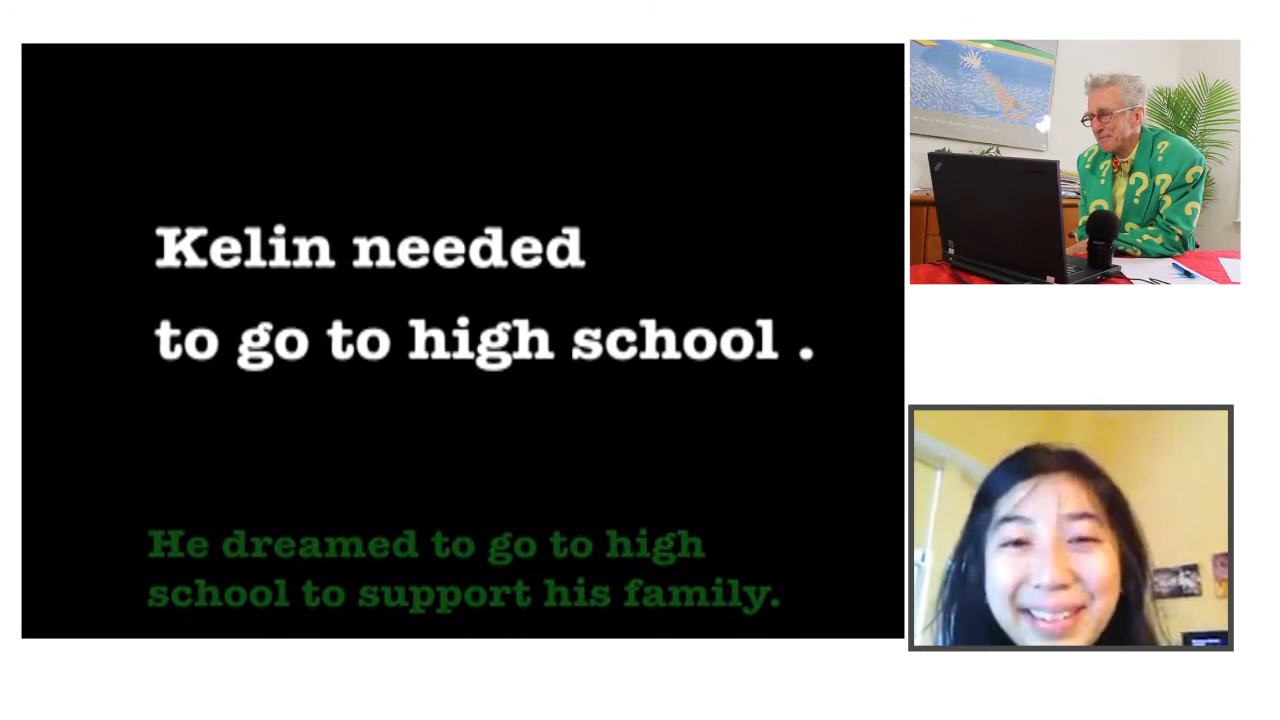 Kelin needed
to go to high school .
He dreamed to go to high
school to support his family.